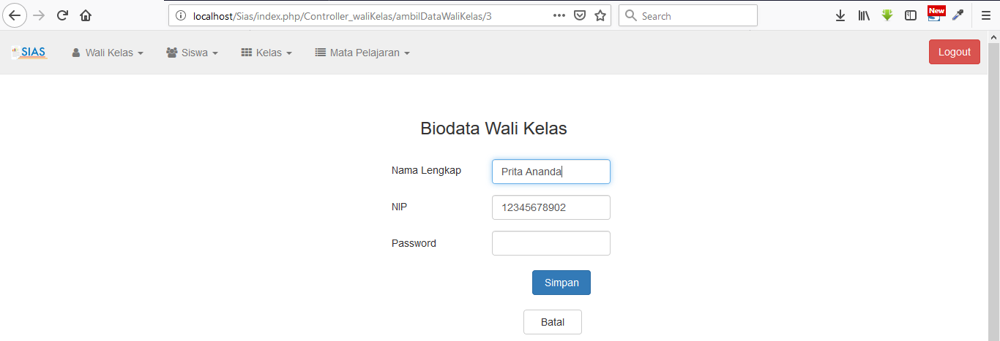 localhost/Sias/index.php/Controller_waliKelas/ambilDataWaliKelas/3
Search
New
SIAS
Wali Kelas
Siswa
Kelas
Mata Pelajaran
Logout
Biodata Wali Kelas
Nama Lengkap
Prita Ananda
NIP
12345678902
Password
Simpan
Batal